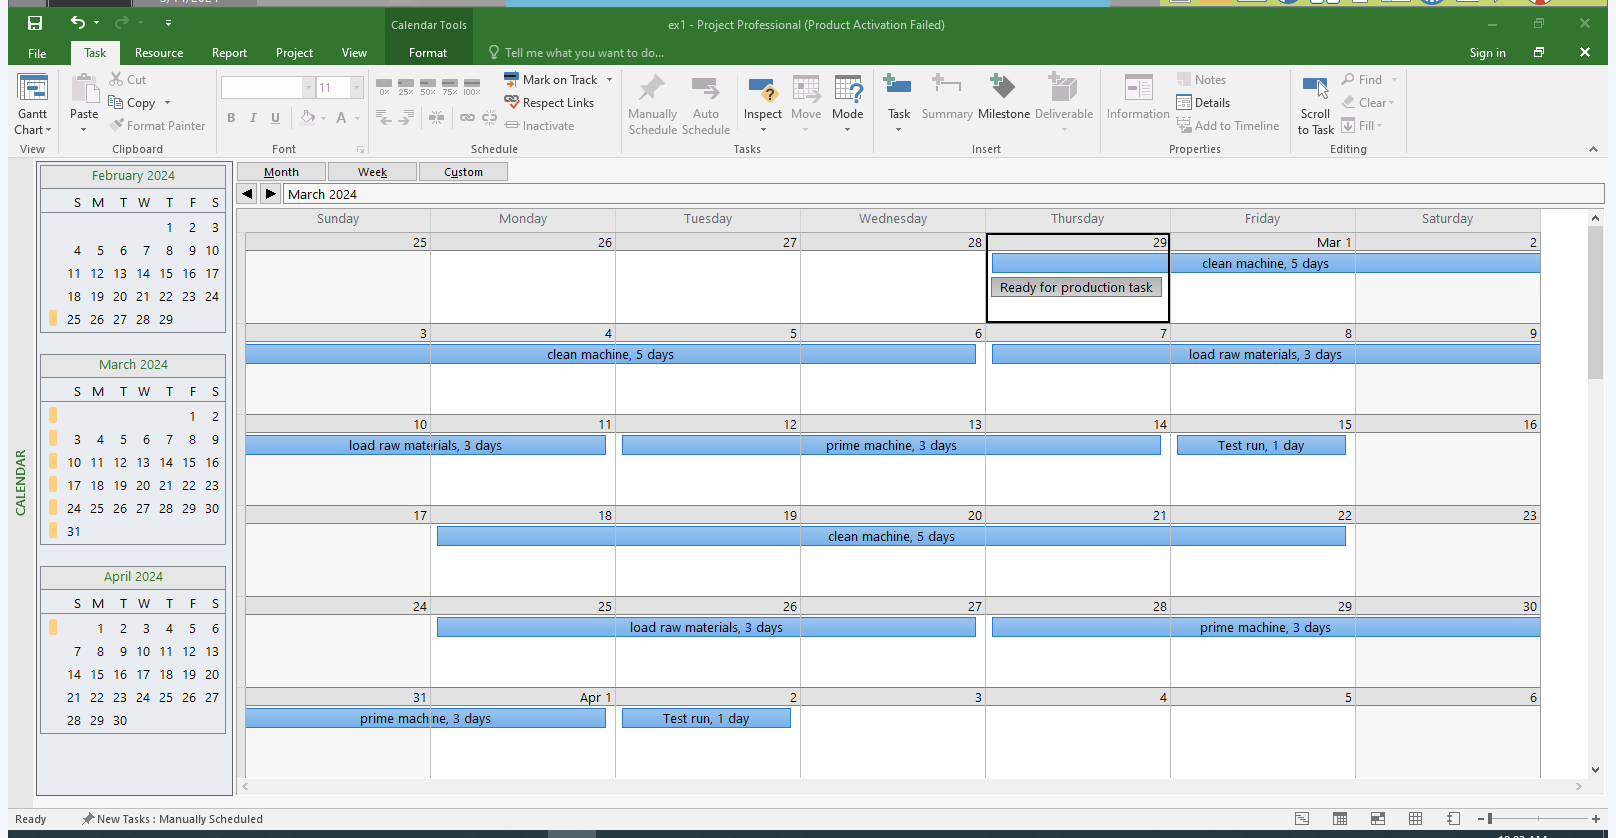 Calendar Tools
ex1 - Project Professional (Product Activation Failed)
File Task Resource Report Project View Format Tell me what you want to do... Sign in
Gantt Chart
View
Paste
Cut
Copy
Format Painter
Clipboard
11
B I U A
Font
0% 25% 50% 75% 100%
Mark on Track
Respect Links
Inactivate
Schedule
Manually Schedule
Auto Schedule
Inspect
Move
Mode
Tasks
Task
Summary
Milestone
Deliverable
Insert
Information
Notes
Details
Add to Timeline
Properties
Scroll to Task
Find
Clear
Fill
Editing
CALENDAR
February 2024
S M T W T F S
1 2 3
4 5 6 7 8 9 10
11 12 13 14 15 16 17
18 19 20 21 22 23 24
25 26 27 28 29
March 2024
S M T W T F S
1 2
3 4 5 6 7 8 9
10 11 12 13 14 15 16
17 18 19 20 21 22 23
24 25 26 27 28 29 30
31
April 2024
S M T W T F S
1 2 3 4 5 6
7 8 9 10 11 12 13
14 15 16 17 18 19 20
21 22 23 24 25 26 27
28 29 30
Month Week Custom
March 2024
Sunday Monday Tuesday Wednesday Thursday Friday Saturday
25 26 27 28 29 Mar 1 2
clean machine, 5 days
Ready for production task
3 4 5 6 7 8 9
clean machine, 5 days load raw materials, 3 days
10 11 12 13 14 15 16
load raw materials, 3 days prime machine, 3 days Test run, 1 day
17 18 19 20 21 22 23
clean machine, 5 days
24 25 26 27 28 29 30
load raw materials, 3 days prime machine, 3 days
31 Apr 1 2 3 4 5 6
prime machine, 3 days Test run, 1 day
Ready New Tasks : Manually Scheduled